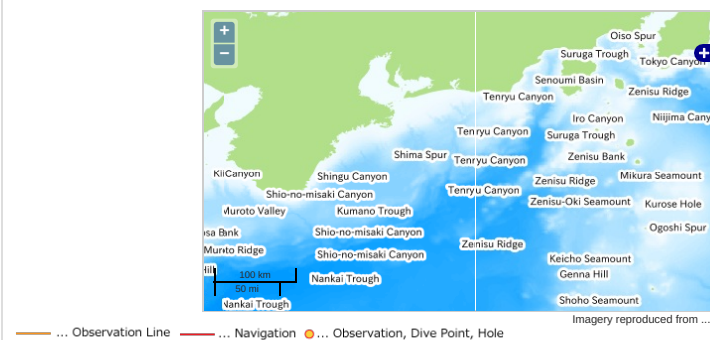 +
−
Oiso Spur
Suruga Trough
Tokyo Canyon
+
Senoumi Basin
Zenisu Ridge
Tenryu Canyon
Iro Canyon
Niijima Cany
Tenryu Canyon
Suruga Trough
Shima Spur
Tenryu Canyon
Zenisu Bank
KiiCanyon
Shingu Canyon
Zenisu Ridge
Mikura Seamount
Shio-no-misaki Canyon
Tenryu Canyon
Zenisu-Oki Seamount
Kurose Hole
Muroto Valley
Kumano Trough
Ogoshi Spur
osa Bank
Shio-no-misaki Canyon
Muroto Ridge
Shio-no-misaki Canyon
Zenisu Ridge
Keicho Seamount
Hill
100 km
Nankai Trough
Genna Hill
50 mi
Nankai Trough
Shoho Seamount
Imagery reproduced from ...
... Observation Line ... Navigation ... Observation, Dive Point, Hole